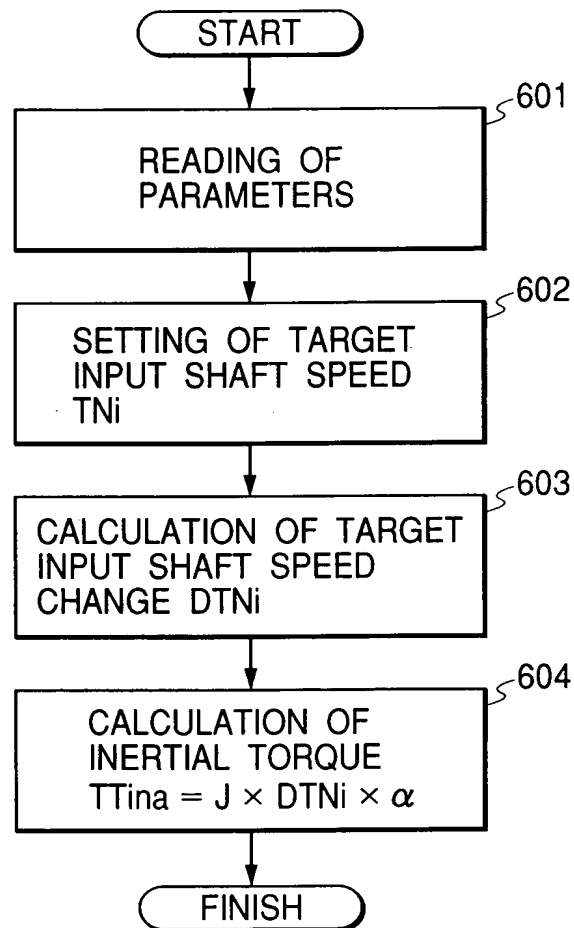 START
601
READING OF
PARAMETERS
602
SETTING OF TARGET
INPUT SHAFT SPEED
TNi
603
CALCULATION OF TARGET
INPUT SHAFT SPEED
CHANGE DTNi
604
CALCULATION OF
INERTIAL TORQUE
TTina = J × DTNi × α
FINISH